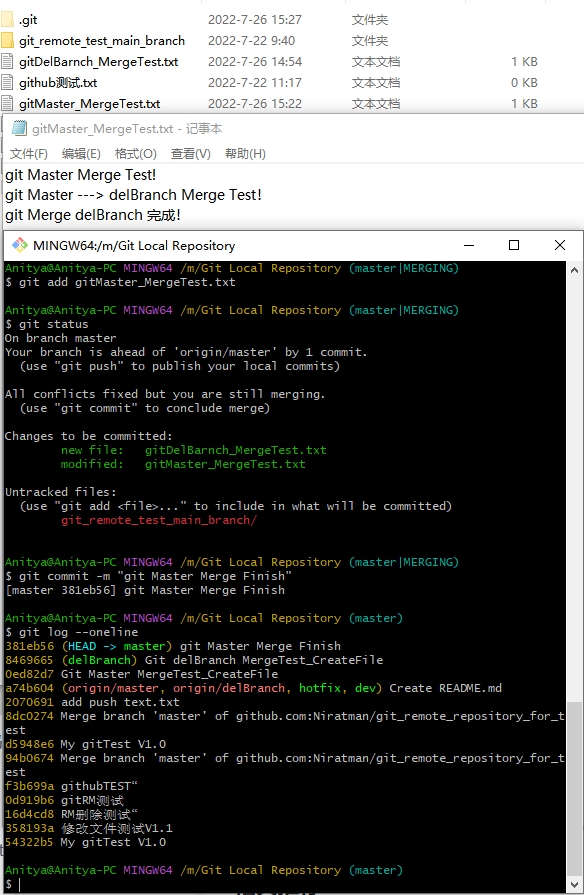 .git 2022-7-26 15:27 文件夹
git_remote_test_main_branch 2022-7-22 9:40 文件夹
gitDelBarnch_MergeTest.txt 2022-7-26 14:54 文本文档 1 KB
github测试.txt 2022-7-22 11:17 文本文档 0 KB
gitMaster_MergeTest.txt 2022-7-26 15:22 文本文档 1 KB
gitMaster_MergeTest.txt - 记事本
文件(F) 编辑(E) 格式(O) 查看(V) 帮助(H)
git Master Merge Test!
git Master ---> delBranch Merge Test!
git Merge delBranch 完成!
MINGW64:/m/Git Local Repository
Anitya@Anitya-PC MINGW64 /m/Git Local Repository (master|MERGING)
$ git add gitMaster_MergeTest.txt
Anitya@Anitya-PC MINGW64 /m/Git Local Repository (master|MERGING)
$ git status
On branch master
Your branch is ahead of 'origin/master' by 1 commit.
(use "git push" to publish your local commits)
All conflicts fixed but you are still merging.
(use "git commit" to conclude merge)
Changes to be committed:
new file: gitDelBarnch_MergeTest.txt
modified: gitMaster_MergeTest.txt
Untracked files:
(use "git add <file>..." to include in what will be committed)
git_remote_test_main_branch/
Anitya@Anitya-PC MINGW64 /m/Git Local Repository (master|MERGING)
$ git commit -m "git Master Merge Finish"
[master 381eb56] git Master Merge Finish
Anitya@Anitya-PC MINGW64 /m/Git Local Repository (master)
$ git log --oneline
381eb56 (HEAD -> master) git Master Merge Finish
8469665 (delBranch) Git delBranch MergeTest_CreateFile
0ed82d7 Git Master MergeTest_CreateFile
a74b604 (origin/master, origin/delBranch, hotfix, dev) Create README.md
2070691 add push text.txt
8dc0274 Merge branch 'master' of github.com:Niratman/git_remote_repository_for_t
est
d5948e6 My gitTest V1.0
94b0674 Merge branch 'master' of github.com:Niratman/git_remote_repository_for_t
est
f3b699a githubTEST“
0d919b6 gitRM测试
16d4cd8 RM删除测试“
358193a 修改文件测试V1.1
54322b5 My gitTest V1.0
Anitya@Anitya-PC MINGW64 /m/Git Local Repository (master)
$